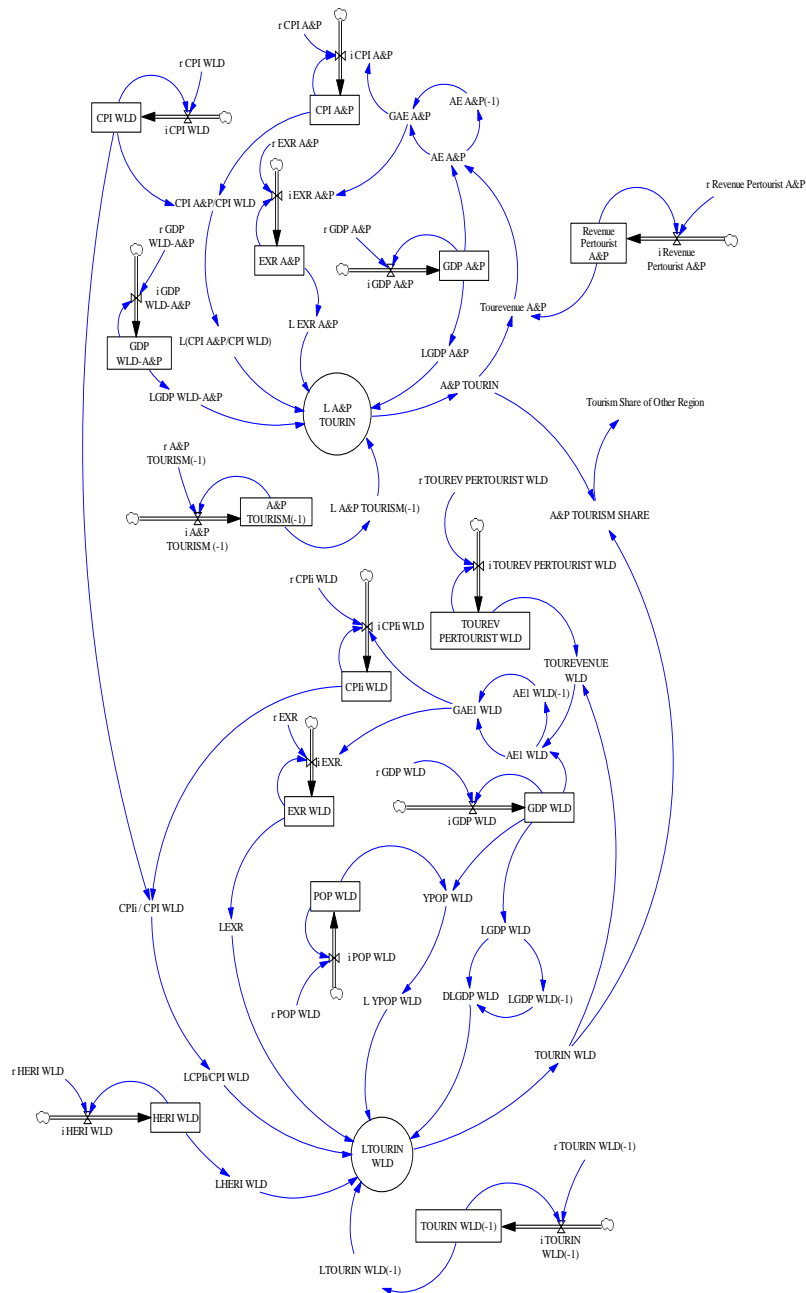 r CPI A&P
i CPI A&P
r CPI WLD
CPI WLD
i CPI WLD
CPI A&P
GAE A&P
AE A&P(-1)
AE A&P
r EXR A&P
i EXR A&P
CPI A&P/CPI WLD
r Revenue Pertourist A&P
Revenue
Pertourist
A&P
i Revenue
Pertourist A&P
r GDP
WLD-A&P
r GDP A&P
EXR A&P
GDP A&P
i GDP A&P
i GDP
WLD-A&P
Tourevenue A&P
L EXR A&P
L(CPI A&P/CPI WLD)
GDP
WLD-A&P
LGDP A&P
LGDP WLD-A&P
A&P TOURIN
L A&P
TOURIN
Tourism Share of Other Region
r A&P
TOURISM(-1)
r TOUREV PERTOURIST WLD
A&P
TOURISM(-1)
L A&P TOURISM(-1)
A&P TOURISM SHARE
i A&P
TOURISM (-1)
i TOUREV PERTOURIST WLD
r CPIi WLD
i CPIi WLD
TOUREV
PERTOURIST WLD
TOUREVENUE
WLD
CPIi WLD
AE1 WLD(-1)
GAE1 WLD
r EXR
AE1 WLD
i EXR.
r GDP WLD
EXR WLD
GDP WLD
i GDP WLD
POP WLD
YPOP WLD
CPIi / CPI WLD
LEXR
LGDP WLD
i POP WLD
L YPOP WLD
DLGDP WLD
LGDP WLD(-1)
r POP WLD
TOURIN WLD
r HERI WLD
LCPIi/CPI WLD
HERI WLD
i HERI WLD
LTOURIN
WLD
r TOURIN WLD(-1)
LHERI WLD
TOURIN WLD(-1)
i TOURIN
WLD(-1)
LTOURIN WLD(-1)